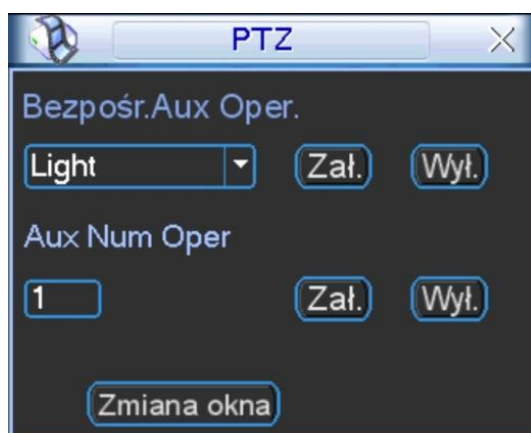 PTZ
Bezpośr.Aux Oper.
Light Zał. Wył.
Aux Num Oper
1 Zał. Wył.
Zmiana okna